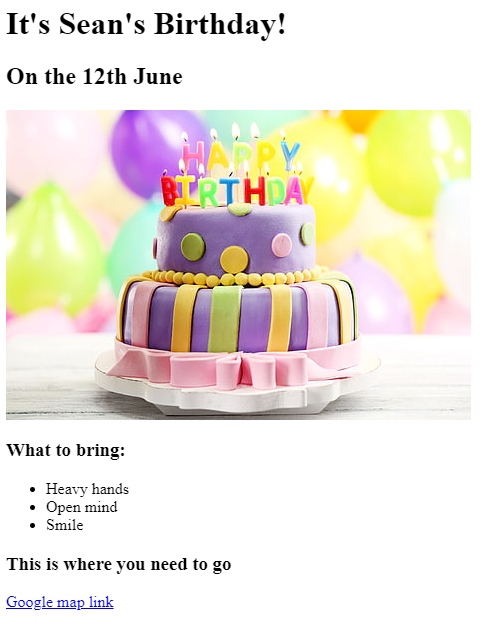 It's Sean's Birthday!
On the 12th June
HAPPY
BIRTHDAY
What to bring:
Heavy hands
Open mind
Smile
This is where you need to go
Google map link